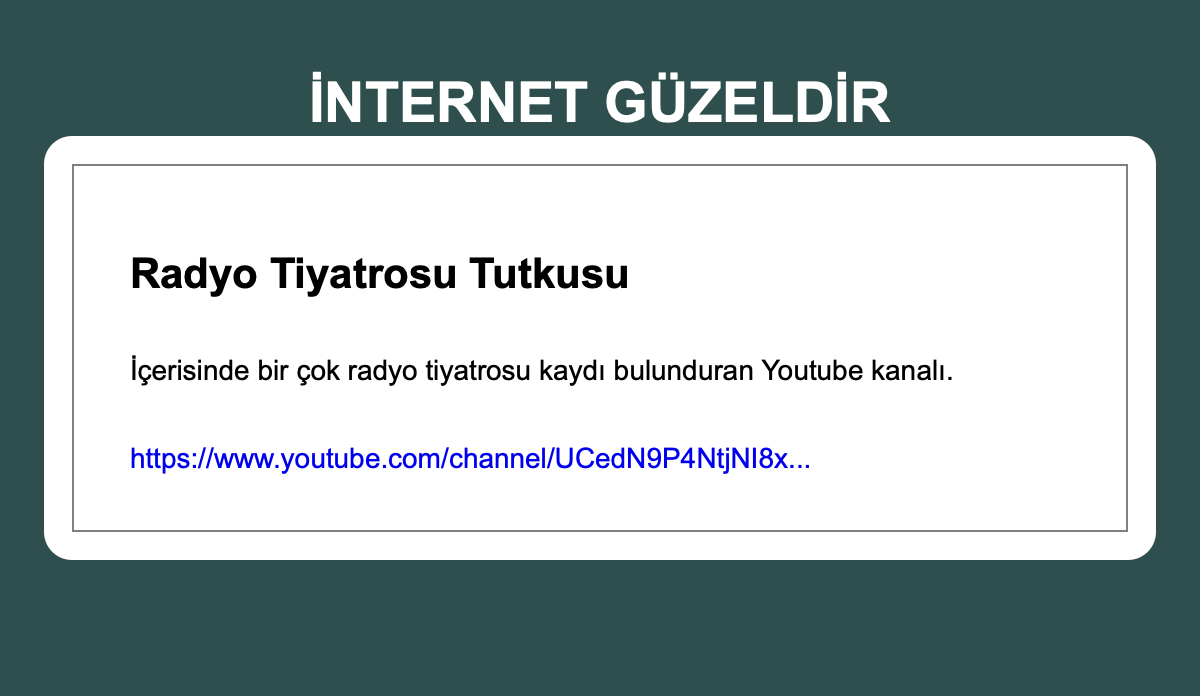 İNTERNET GÜZELDİR
Radyo Tiyatrosu Tutkusu
İçerisinde bir çok radyo tiyatrosu kaydı bulunduran Youtube kanalı.
https://www.youtube.com/channel/UCedN9P4NtjNI8x...